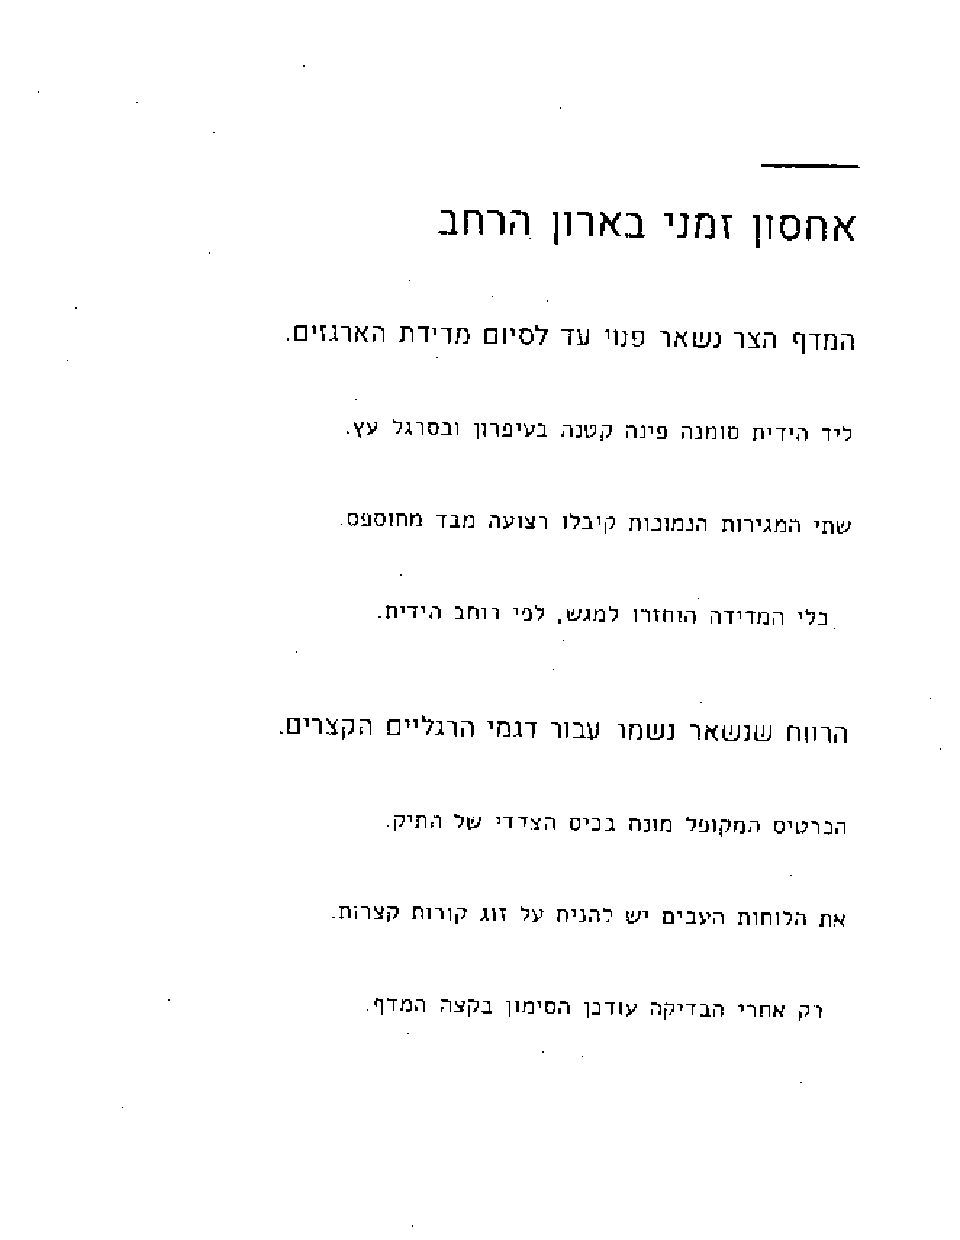 אחסון זמני בארון הרחב
המדף הצר נשאר פנוי עד לסיום מדידת הארגזים.
ליד הידית סומנה פינה קטנה בעיפרון ובסרגל עץ.
שתי המגירות הנמוכות קיבלו רצועה מבד מחוספס.
כלי המדידה הוחזרו למגש, לפי רוחב הידית.
הרווח שנשאר נשמר עבור דגמי הרגליים הקצרים.
הכרטיס המקופל מונח בכיס הצדדי של התיק.
את הלוחות העבים יש להניח על זוג קורות קצרות.
רק אחרי הבדיקה עודכן הסימון בקצה המדף.